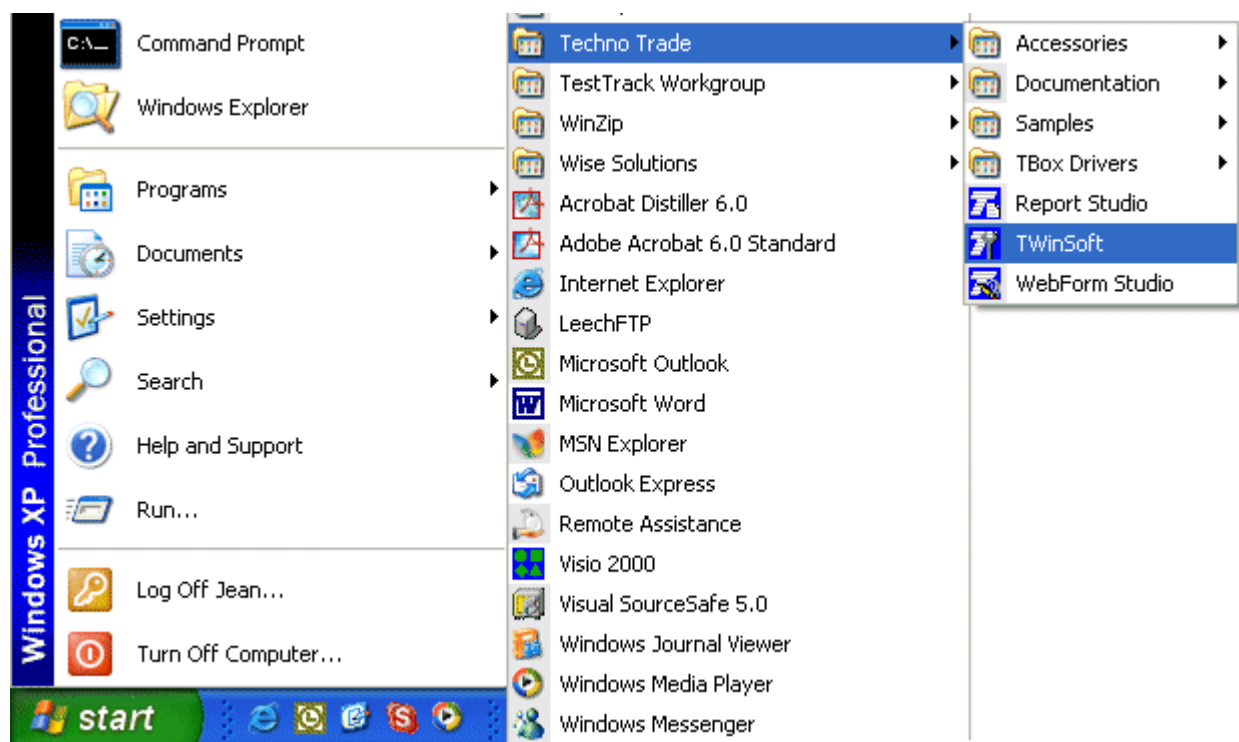 C:\_
Command Prompt
Windows Explorer
Programs
Documents
Settings
Search
Help and Support
Run...
Log Off Jean...
Turn Off Computer...
Windows XP Professional
start
Techno Trade
TestTrack Workgroup
WinZip
Wise Solutions
Acrobat Distiller 6.0
Adobe Acrobat 6.0 Standard
Internet Explorer
LeechFTP
Microsoft Outlook
Microsoft Word
MSN Explorer
Outlook Express
Remote Assistance
Visio 2000
Visual SourceSafe 5.0
Windows Journal Viewer
Windows Media Player
Windows Messenger
Accessories
Documentation
Samples
TBox Drivers
Report Studio
TWinSoft
WebForm Studio